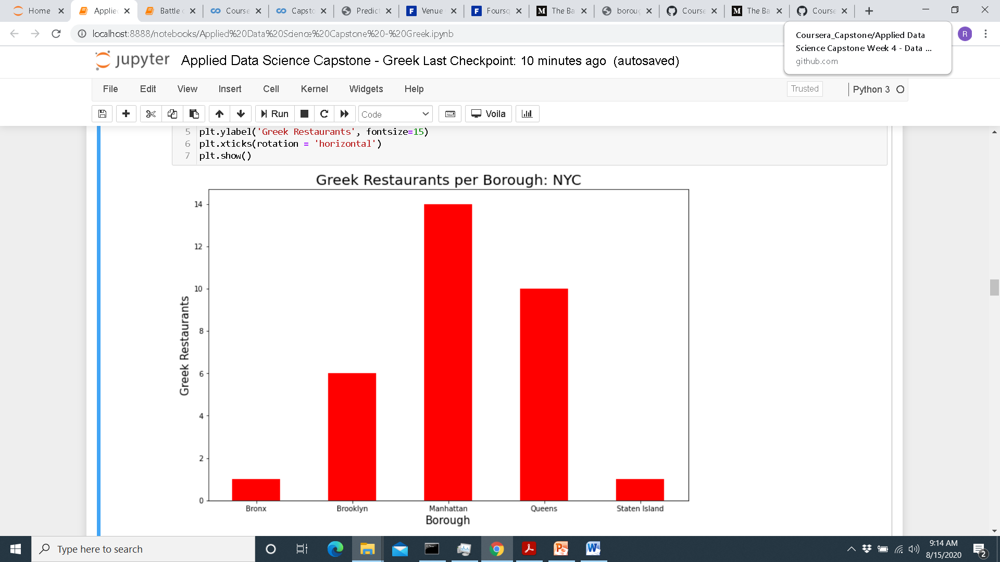 Home
Applied
Battle
Course
Capsto
Predict
Venue
Foursq
The Ba
boroug
Course
The Ba
Course
localhost:8888/notebooks/Applied%20Data%20Science%20Capstone%20-%20Greek.ipynb
R
Coursera_Capstone/Applied Data
Science Capstone Week 4 - Data ...
github.com
jupyter Applied Data Science Capstone - Greek Last Checkpoint: 10 minutes ago (autosaved)
File Edit View Insert Cell Kernel Widgets Help
Trusted
Python 3
Run
Code
Voila
5 plt.ylabel('Greek Restaurants', fontsize=15)
6 plt.xticks(rotation = 'horizontal')
7 plt.show()
Greek Restaurants per Borough: NYC
14
12
10
8
6
4
2
0
Greek Restaurants
Bronx Brooklyn Manhattan Queens Staten Island
Borough
Type here to search
9:14 AM
8/15/2020
2